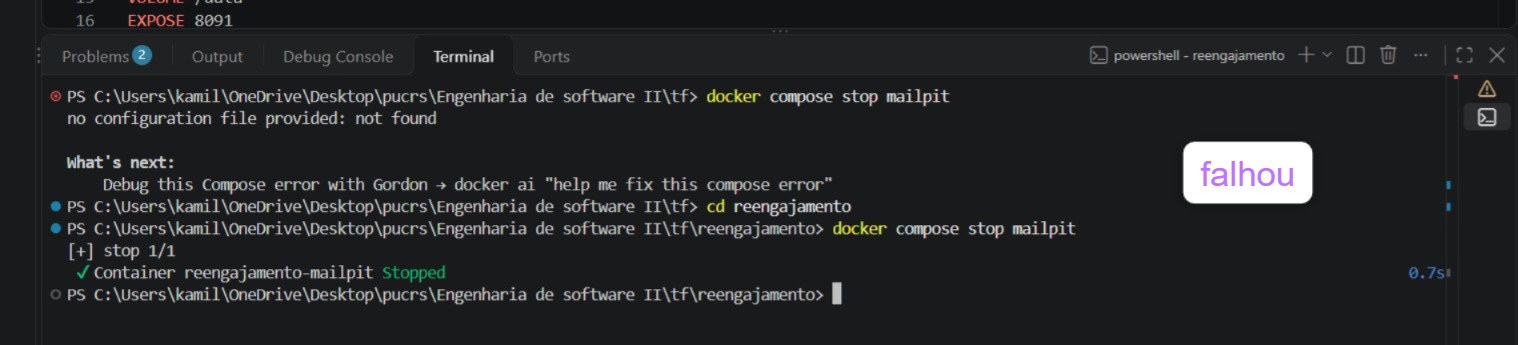 16 EXPOSE 8091
Problems 2 Output Debug Console Terminal Ports powershell - reengajamento
PS C:\Users\kamil\OneDrive\Desktop\pucrs\Engenharia de software II\tf> docker compose stop mailpit
no configuration file provided: not found
What's next:
Debug this Compose error with Gordon → docker ai "help me fix this compose error"
falhou
PS C:\Users\kamil\OneDrive\Desktop\pucrs\Engenharia de software II\tf> cd reengajamento
PS C:\Users\kamil\OneDrive\Desktop\pucrs\Engenharia de software II\tf\reengajamento> docker compose stop mailpit
[+] stop 1/1
✓ Container reengajamento-mailpit Stopped 0.7s
PS C:\Users\kamil\OneDrive\Desktop\pucrs\Engenharia de software II\tf\reengajamento>